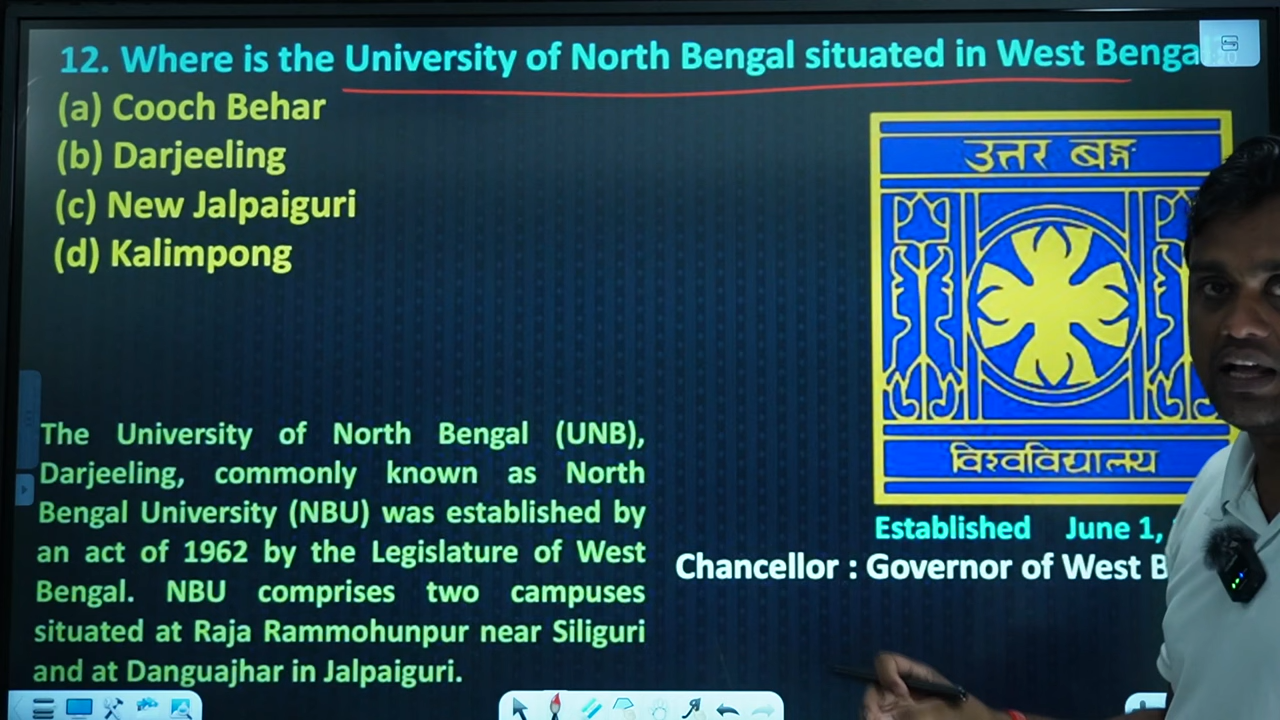 12. Where is the University of North Bengal situated in West Benga
(a) Cooch Behar
(b) Darjeeling
(c) New Jalpaiguri
(d) Kalimpong
उत्तर बङ्ग
विश्वविद्यालय
The University of North Bengal (UNB),
Darjeeling, commonly known as North
Bengal University (NBU) was established by
an act of 1962 by the Legislature of West
Bengal. NBU comprises two campuses
situated at Raja Rammohunpur near Siliguri
and at Danguajhar in Jalpaiguri.
Established June 1,
Chancellor : Governor of West B